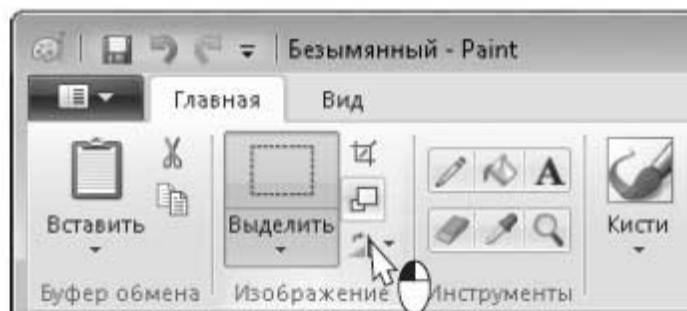 Безымянный - Paint
Главная Вид
Вставить Выделить Кисти
Буфер обмена Изображение Инструменты